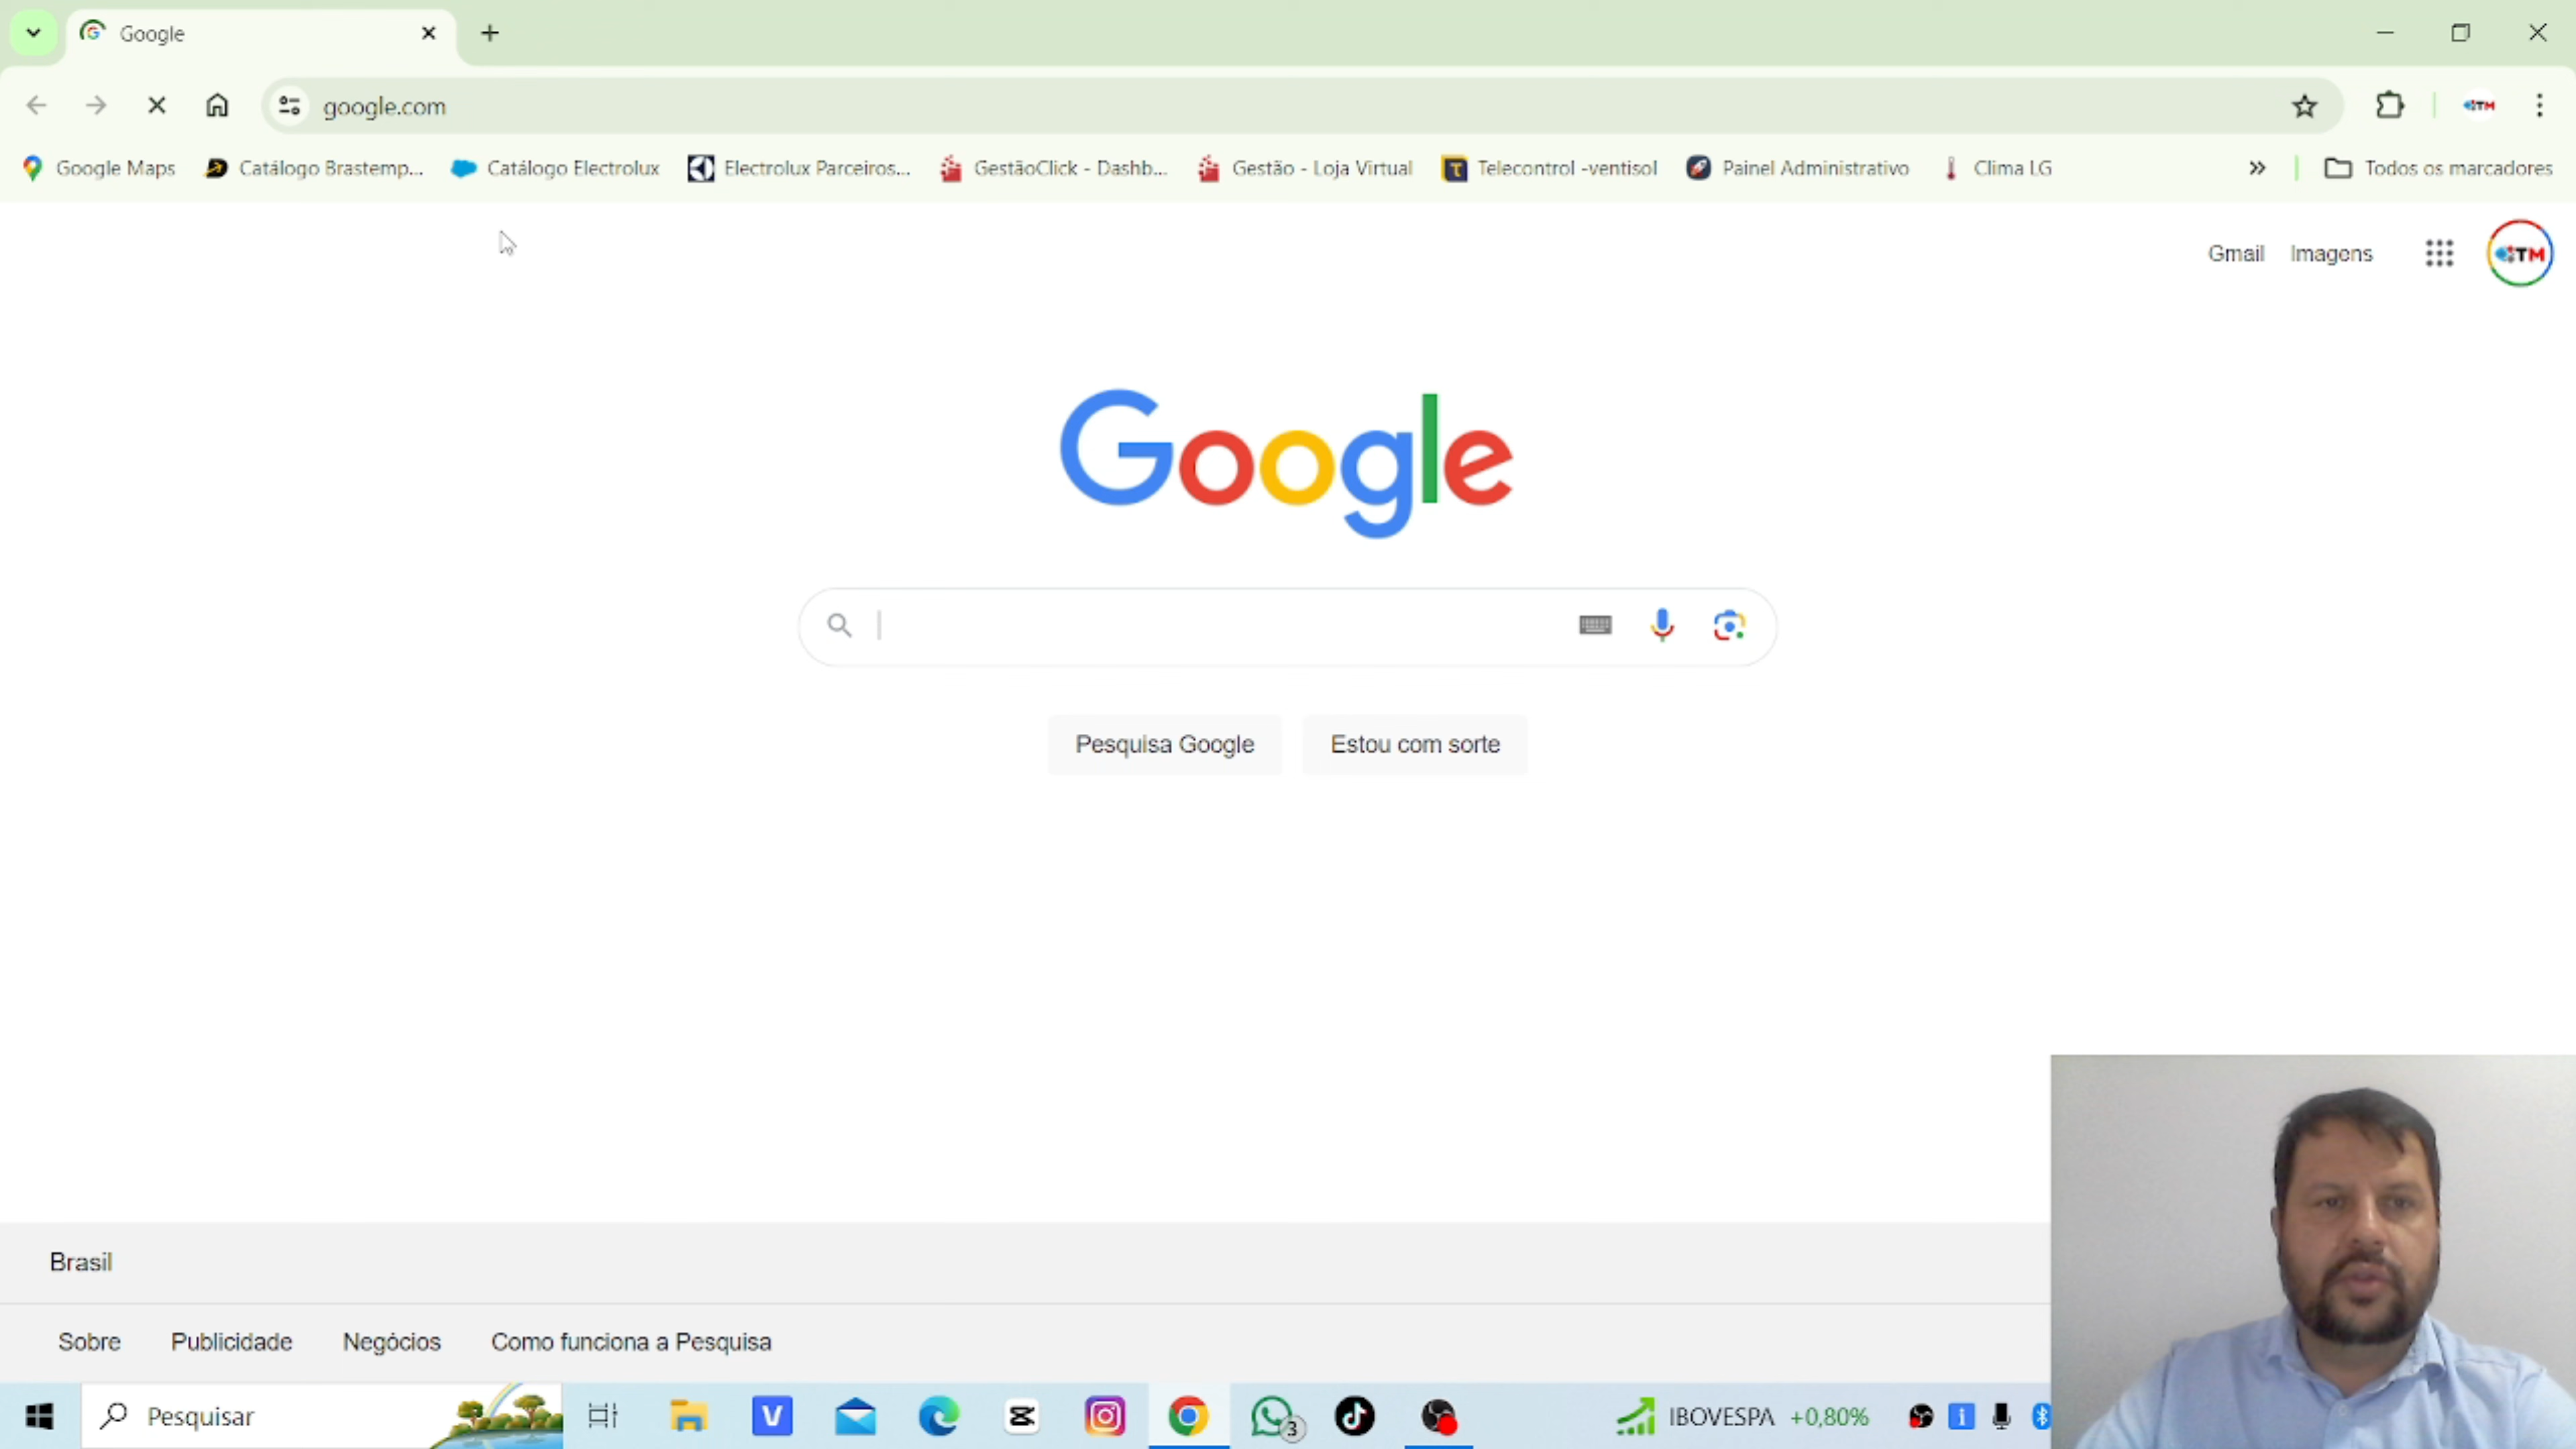 Google
google.com
Google Maps Catálogo Brastemp... Catálogo Electrolux Electrolux Parceiros... GestãoClick - Dashb... Gestão - Loja Virtual Telecontrol -ventisol Painel Administrativo Clima LG Todos os marcadores
Gmail Imagens TM
Google
Pesquisa Google Estou com sorte
Brasil
Sobre Publicidade Negócios Como funciona a Pesquisa
Pesquisar 3 IBOVESPA +0,80%